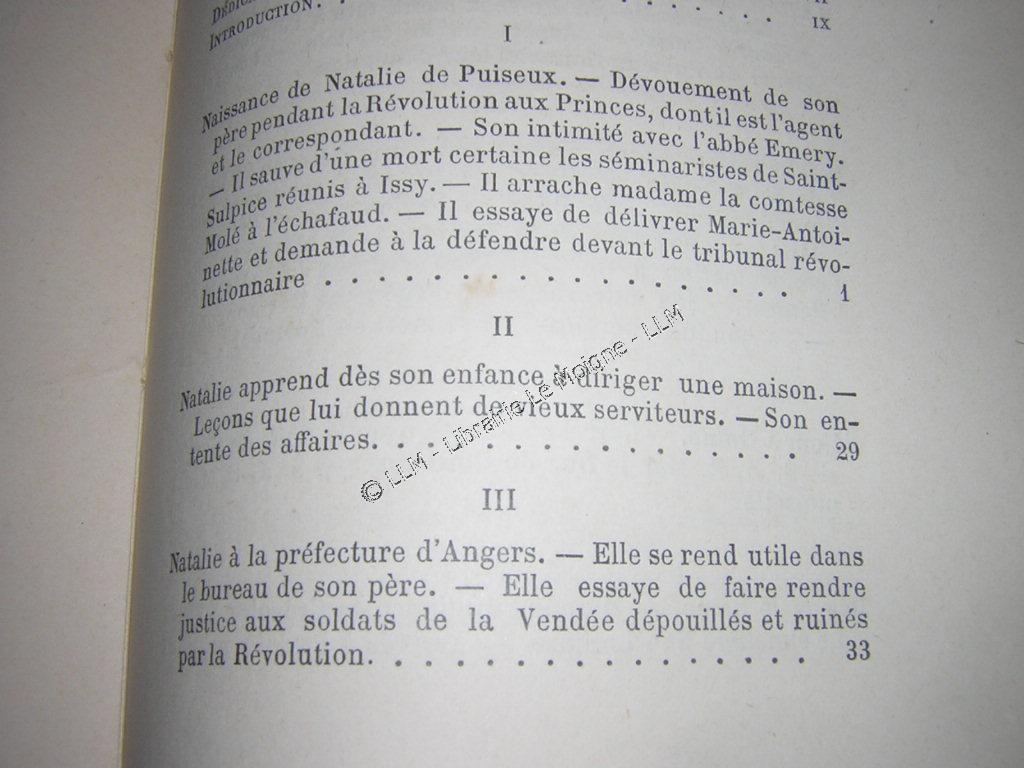 INTRODUCTION. . . . . . . . . IX
I
Naissance de Natalie de Puiseux. — Dévouement de son
père pendant la Révolution aux Princes, dont il est l'agent
et le correspondant. — Son intimité avec l'abbé Emery.
— Il sauve d'une mort certaine les séminaristes de Saint-
Sulpice réunis à Issy. — Il arrache madame la comtesse
Molé à l'échafaud. — Il essaye de délivrer Marie-Antoi-
nette et demande à la défendre devant le tribunal révo-
lutionnaire . . . . . . . . . . . . . . . . . . 1
II
Natalie apprend dès son enfance à diriger une maison. —
Leçons que lui donnent de vieux serviteurs. — Son en-
tente des affaires. . . . . . . . . . . . . . . . 29
© LLM - Librairie Le Moigne - LLM
III
Natalie à la préfecture d'Angers. — Elle se rend utile dans
le bureau de son père. — Elle essaye de faire rendre
justice aux soldats de la Vendée dépouillés et ruinés
par la Révolution. . . . . . . . . . . . . . . . 33